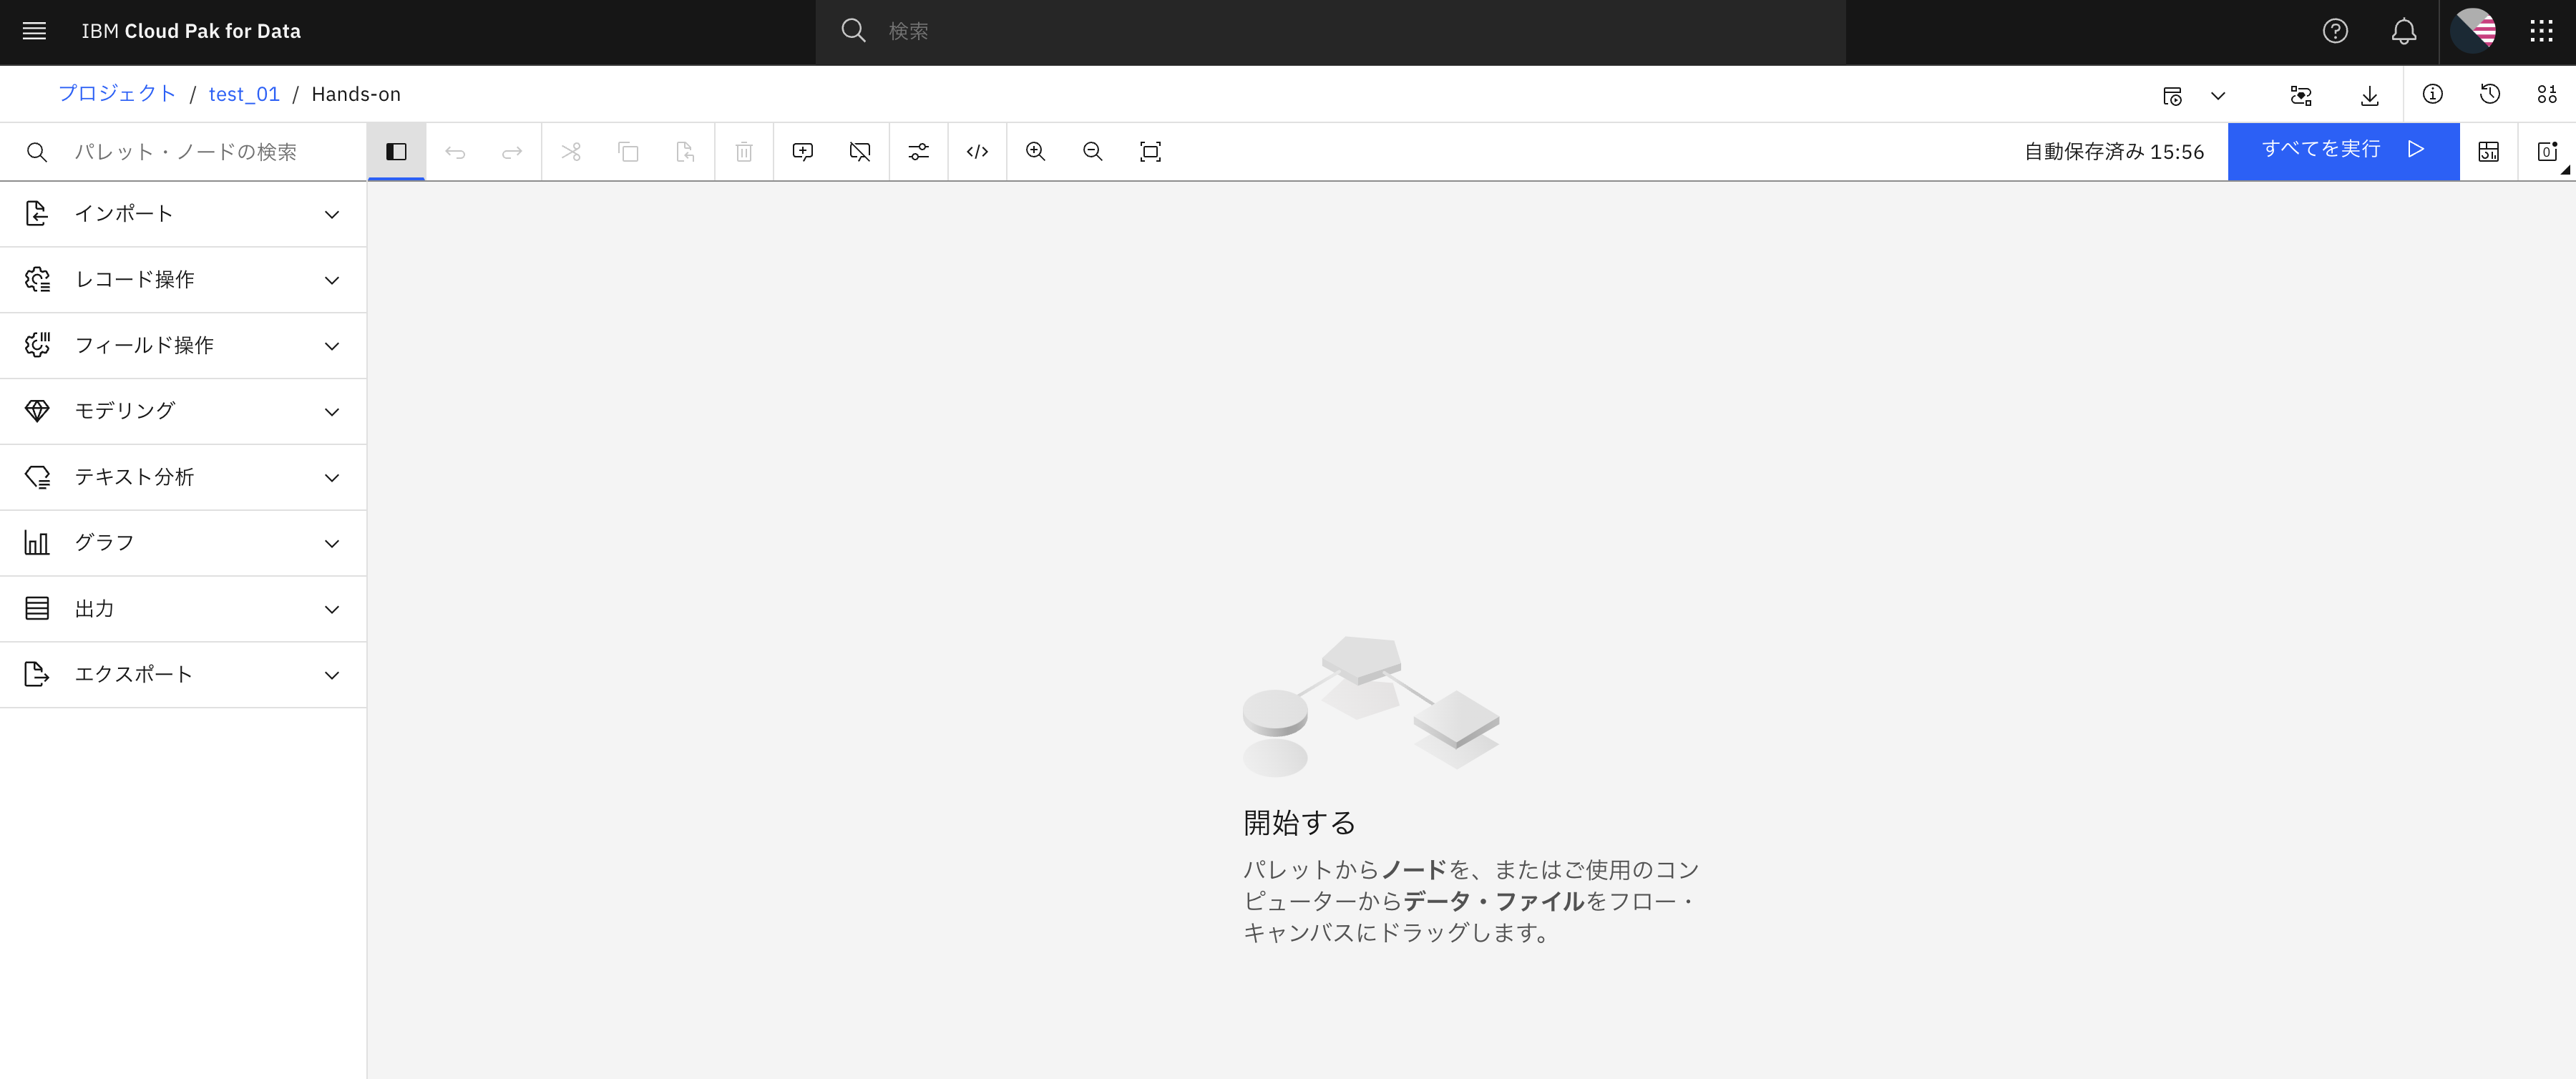 IBM Cloud Pak for Data
検索
プロジェクト / test_01 / Hands-on
パレット・ノードの検索
自動保存済み 15:56
すべてを実行
0
インポート
レコード操作
フィールド操作
モデリング
テキスト分析
グラフ
出力
エクスポート
開始する
パレットからノードを、またはご使用のコン
ピューターからデータ・ファイルをフロー・
キャンバスにドラッグします。